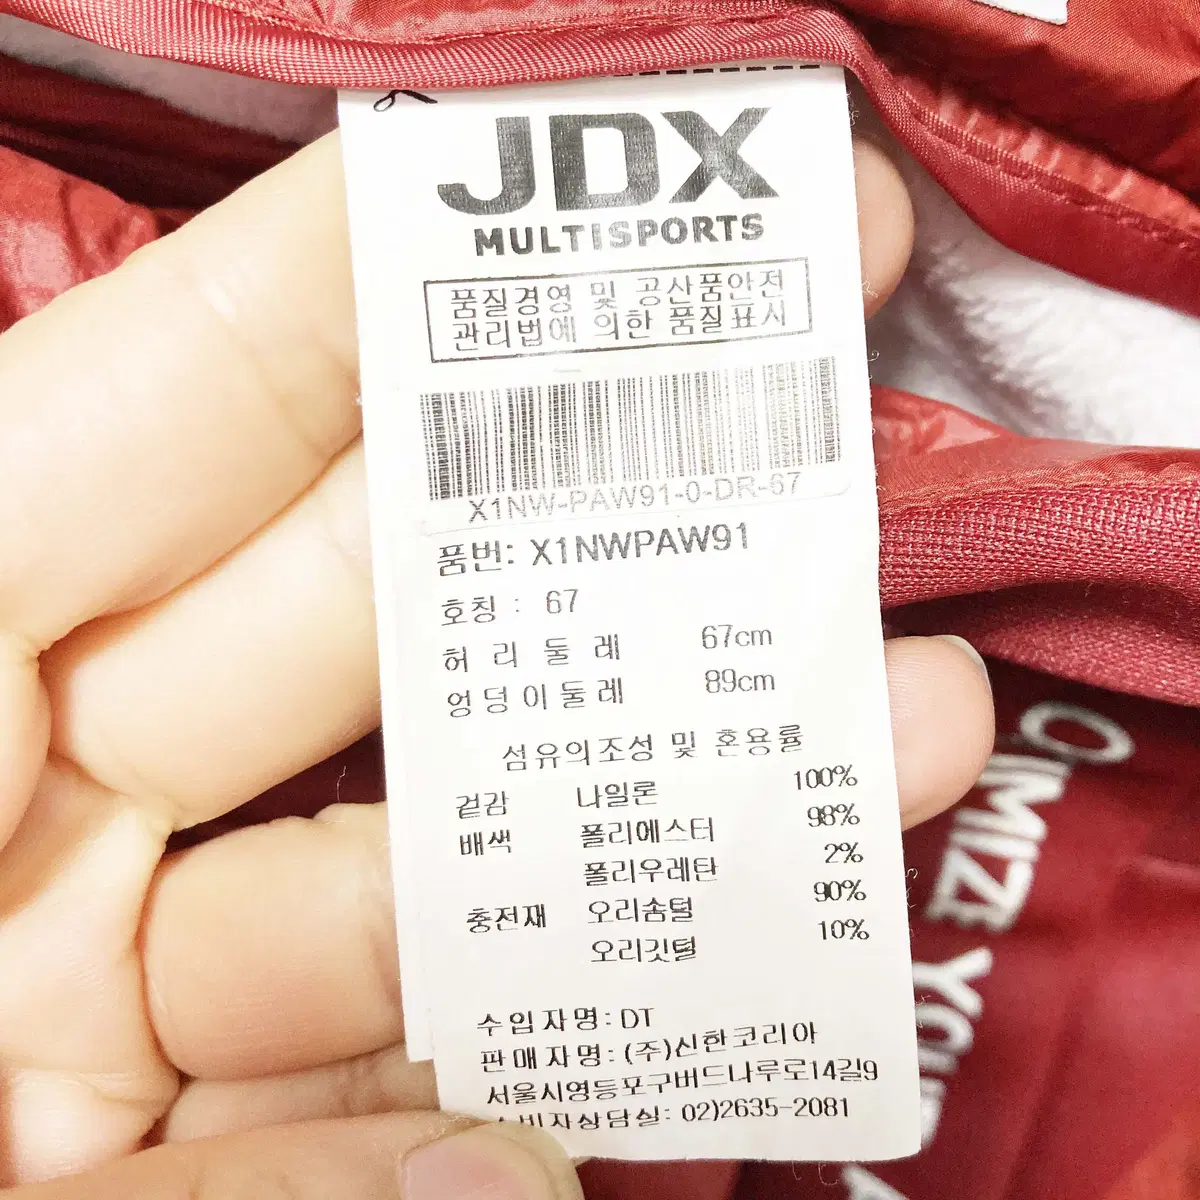 JDX
MULTISPORTS
품질경영 및 공산품안전
관리법에 의한 품질표시
X1NW-PAW91-0-DR-67
품번: X1NWPAW91
호칭 : 67
허 리 둘 레 67cm
엉덩이둘레 89cm
섬유의조성 및 혼용률
겉감 나일론 100%
배색 폴리에스터 98%
폴리우레탄 2%
충전재 오리솜털 90%
오리깃털 10%
수입자명: DT
판매자명: (주)신한코리아
서울시영등포구버드나루로14길9
소비자상담실: 02)2635-2081
YOUR